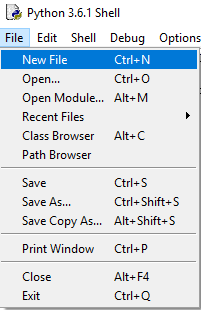 Python 3.6.1 Shell
File Edit Shell Debug Options
New File Ctrl+N
Open... Ctrl+O
Open Module... Alt+M
Recent Files
Class Browser Alt+C
Path Browser
Save Ctrl+S
Save As... Ctrl+Shift+S
Save Copy As... Alt+Shift+S
Print Window Ctrl+P
Close Alt+F4
Exit Ctrl+Q